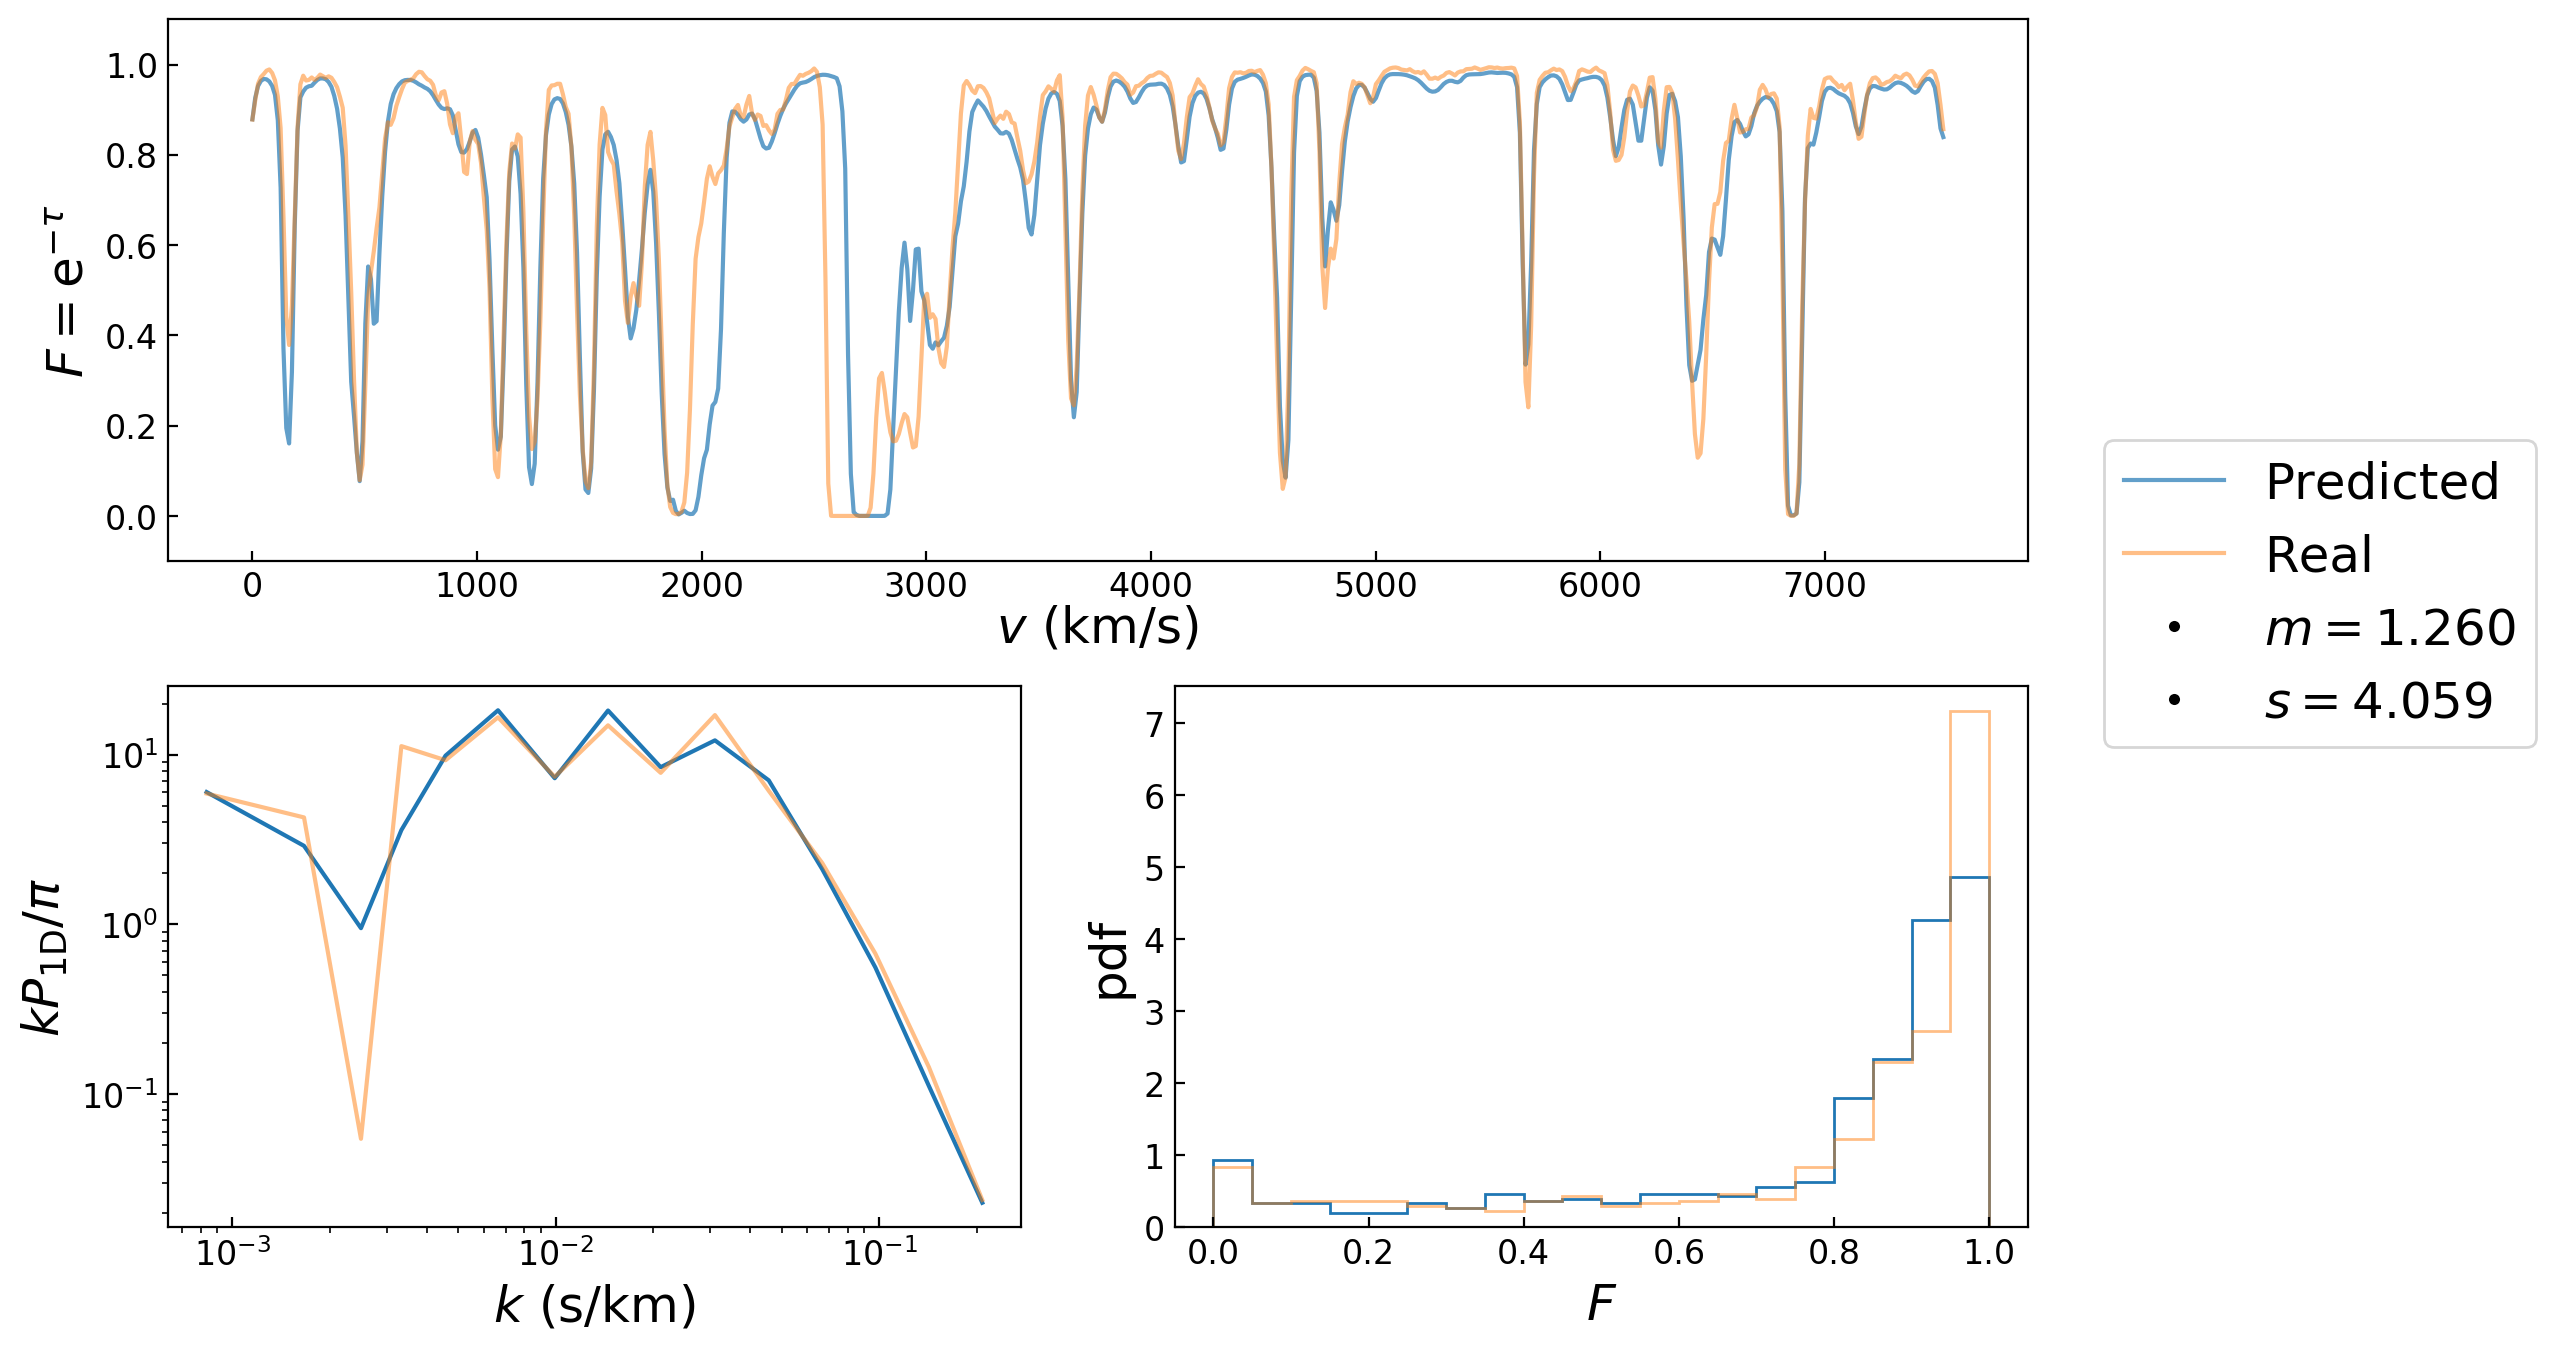 1.0
0.8
0.6
0.4
0.2
0.0
F = e^{-τ}
0 1000 2000 3000 4000 5000 6000 7000
v (km/s)
Predicted
Real
m = 1.260
s = 4.059
10^1
10^0
10^{-1}
kP_{1D}/π
10^{-3} 10^{-2} 10^{-1}
k (s/km)
7
6
5
4
3
2
1
0
pdf
0.0 0.2 0.4 0.6 0.8 1.0
F